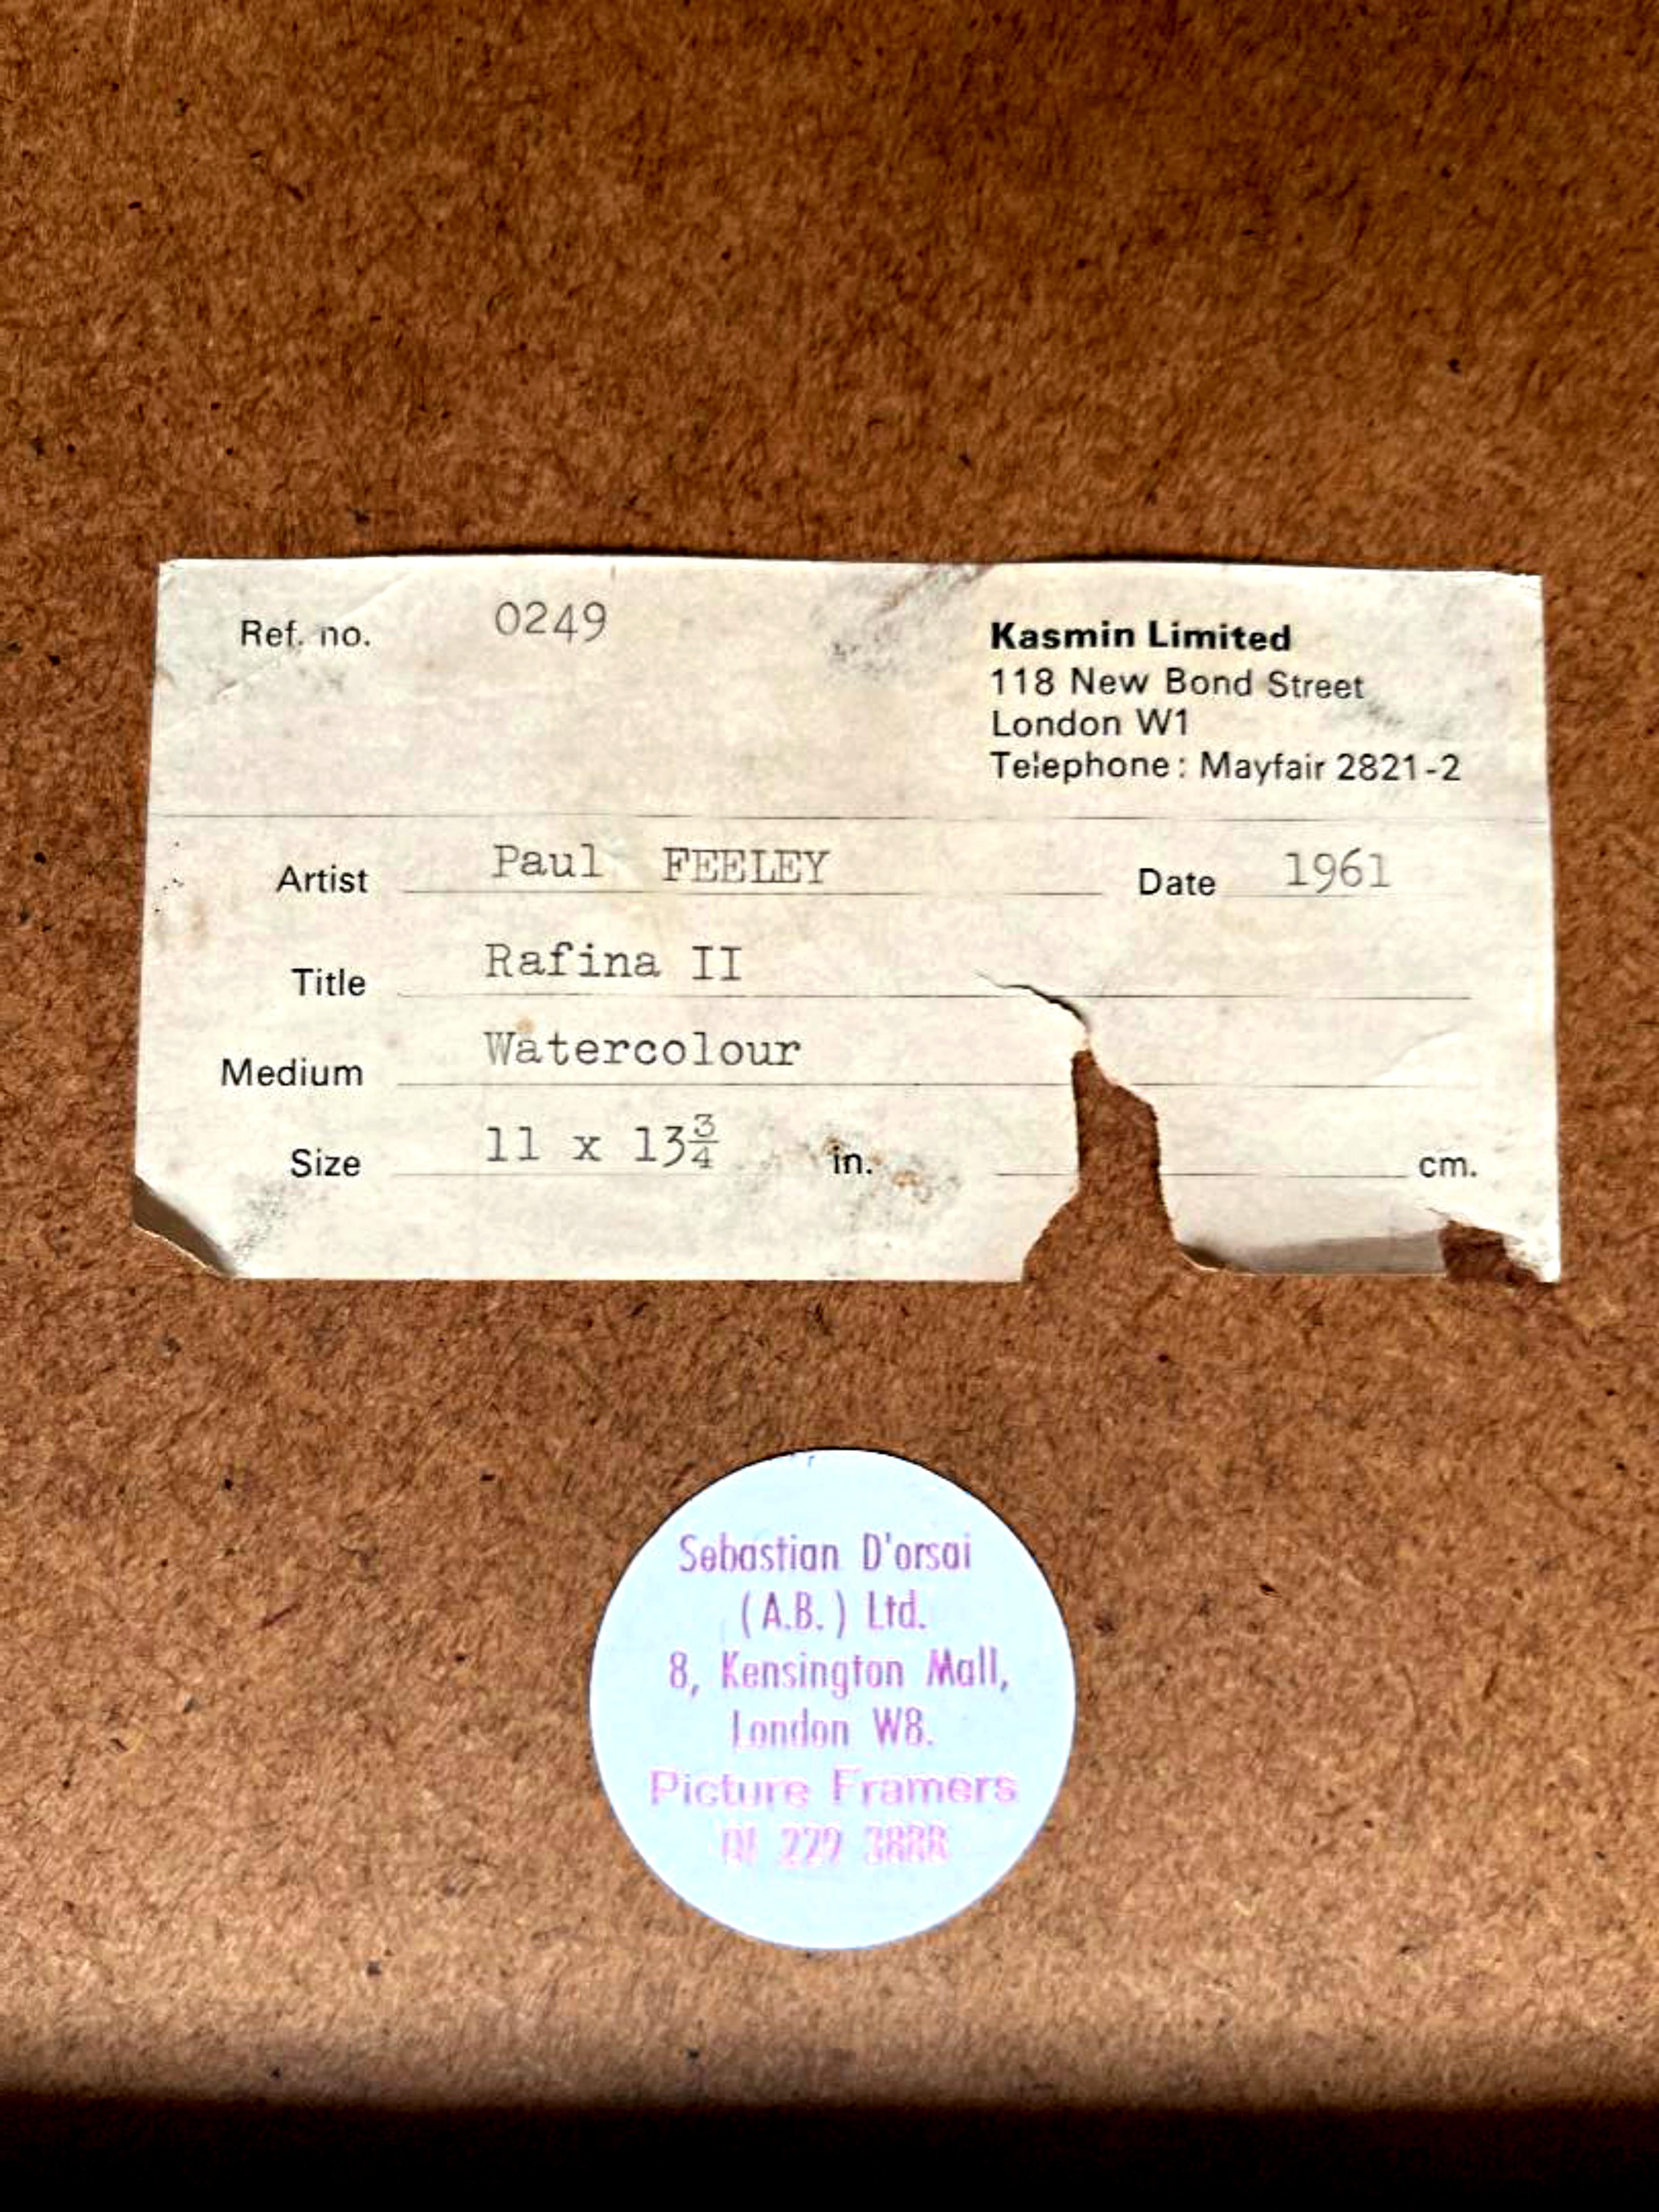 Ref. no. 0249
Kasmin Limited
118 New Bond Street
London W1
Telephone: Mayfair 2821-2
Artist Paul FEELEY Date 1961
Title Rafina II
Medium Watercolour
Size 11 x 13¾ in. cm.
Sebastian D'orsai
(A.B.) Ltd.
8, Kensington Mall,
London W8.
Picture Framers